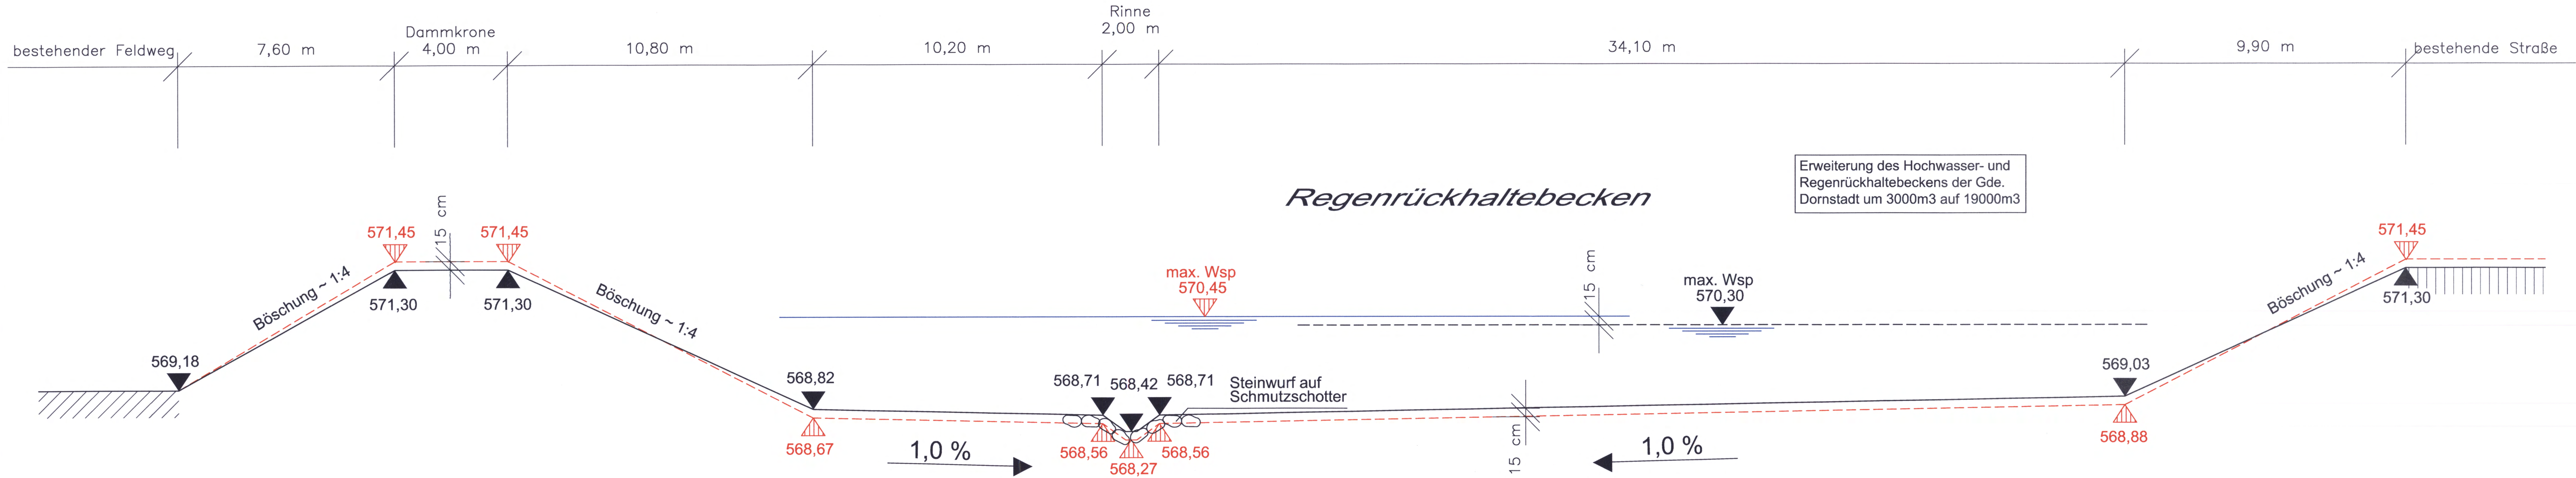 Rinne
2,00 m
Dammkrone
bestehender Feldweg
7,60 m
4,00 m
10,80 m
10,20 m
34,10 m
9,90 m
bestehende Straße
Erweiterung des Hochwasser- und
Regenrückhaltebeckens der Gde.
Dornstadt um 3000m3 auf 19000m3
Regenrückhaltebecken
571,45
15 cm
571,45
571,45
max. Wsp
570,45
15 cm
max. Wsp
570,30
Böschung ~ 1:4
571,30
571,30
Böschung ~ 1:4
Böschung ~ 1:4
571,30
569,18
568,82
568,71
568,42
568,71
Steinwurf auf
Schmutzschotter
569,03
568,67
1,0 %
568,56
568,27
568,56
15 cm
1,0 %
568,88